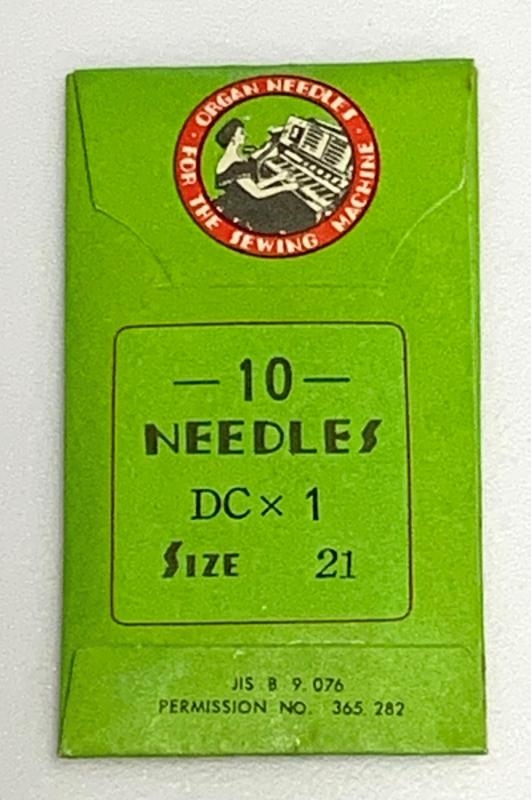 ORGAN NEEDLES · FOR THE SEWING MACHINE ·
— 10 —
NEEDLES
DC × 1
SIZE 21
JIS B 9.076
PERMISSION NO. 365 282